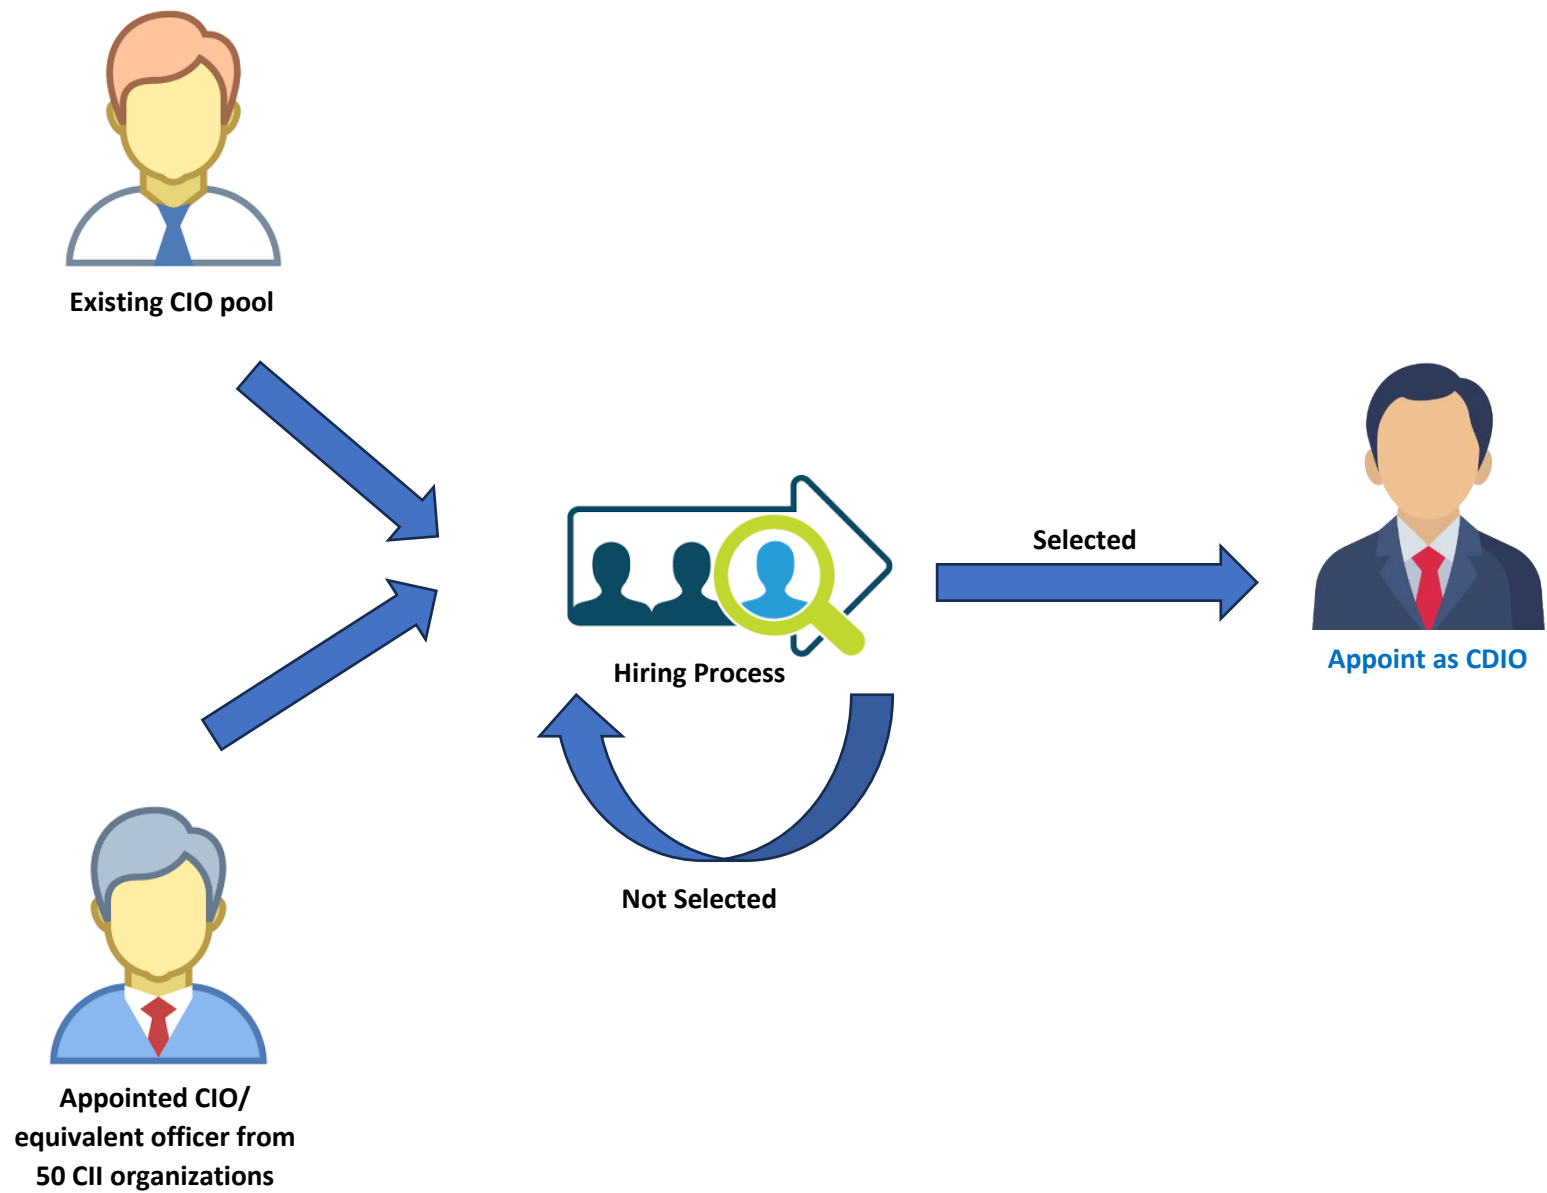 Existing CIO pool
Selected
Appoint as CDIO
Hiring Process
Not Selected
Appointed CIO/
equivalent officer from
50 CII organizations